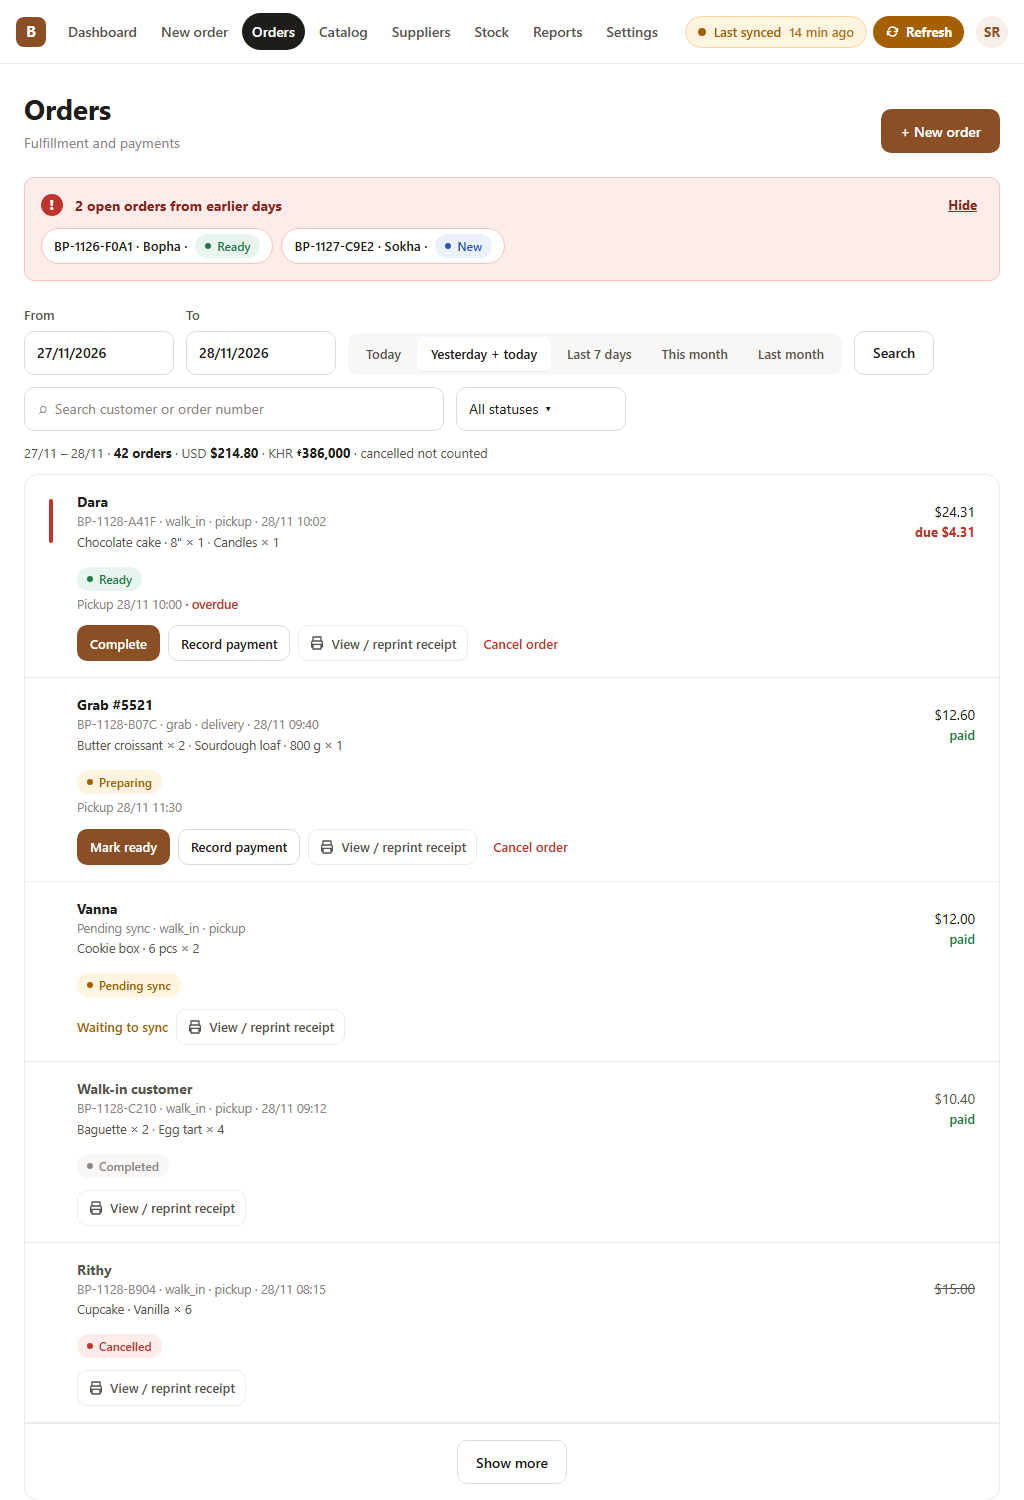 B Dashboard New order Orders Catalog Suppliers Stock Reports Settings Last synced 14 min ago Refresh SR
Orders
Fulfillment and payments
+ New order
! 2 open orders from earlier days Hide
BP-1126-F0A1 · Bopha · Ready BP-1127-C9E2 · Sokha · New
From To
27/11/2026 28/11/2026 Today Yesterday + today Last 7 days This month Last month Search
Search customer or order number All statuses ▾
27/11 – 28/11 · 42 orders · USD $214.80 · KHR ៛386,000 · cancelled not counted
Dara
BP-1128-A41F · walk_in · pickup · 28/11 10:02
Chocolate cake · 8" × 1 · Candles × 1
$24.31
due $4.31
Ready
Pickup 28/11 10:00 · overdue
Complete Record payment View / reprint receipt Cancel order
Grab #5521
BP-1128-B07C · grab · delivery · 28/11 09:40
Butter croissant × 2 · Sourdough loaf · 800 g × 1
$12.60
paid
Preparing
Pickup 28/11 11:30
Mark ready Record payment View / reprint receipt Cancel order
Vanna
Pending sync · walk_in · pickup
Cookie box · 6 pcs × 2
$12.00
paid
Pending sync
Waiting to sync View / reprint receipt
Walk-in customer
BP-1128-C210 · walk_in · pickup · 28/11 09:12
Baguette × 2 · Egg tart × 4
$10.40
paid
Completed
View / reprint receipt
Rithy
BP-1128-B904 · walk_in · pickup · 28/11 08:15
Cupcake · Vanilla × 6
$15.00
Cancelled
View / reprint receipt
Show more